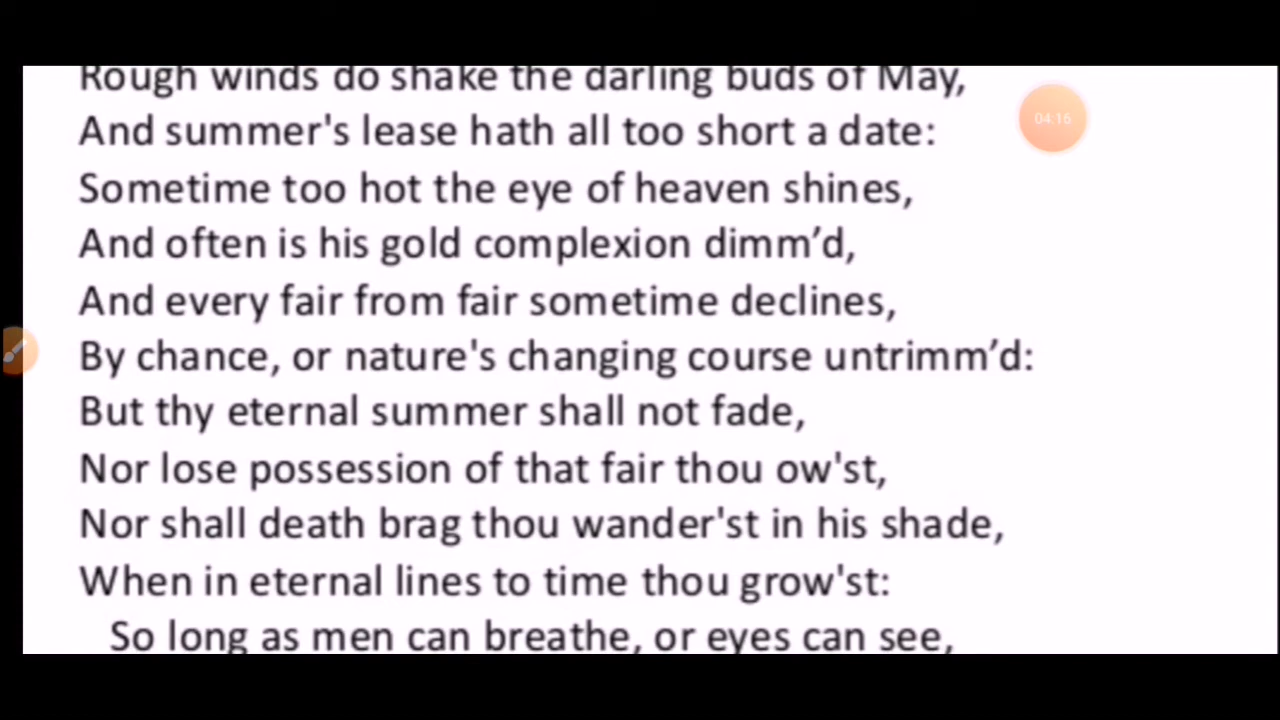 Rough winds do shake the darling buds of May,
04:16
And summer's lease hath all too short a date:
Sometime too hot the eye of heaven shines,
And often is his gold complexion dimm’d,
And every fair from fair sometime declines,
By chance, or nature's changing course untrimm’d:
But thy eternal summer shall not fade,
Nor lose possession of that fair thou ow'st,
Nor shall death brag thou wander'st in his shade,
When in eternal lines to time thou grow'st:
So long as men can breathe, or eyes can see,